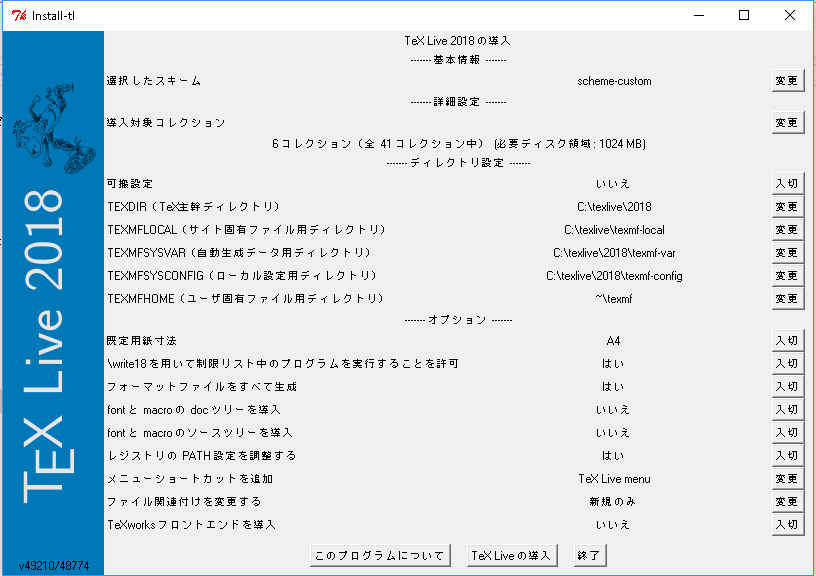 Install-tl
TeX Live 2018 の導入
------- 基本情報 -------
選択したスキーム scheme-custom 変更
------- 詳細設定 -------
導入対象コレクション 変更
6 コレクション（全 41 コレクション中） (必要ディスク領域: 1024 MB)
------- ディレクトリ設定 -------
可搬設定 いいえ 入切
TEXDIR（TeX主幹ディレクトリ） C:\texlive\2018 変更
TEXMFLOCAL（サイト固有ファイル用ディレクトリ） C:\texlive\texmf-local 変更
TEXMFSYSVAR（自動生成データ用ディレクトリ） C:\texlive\2018\texmf-var 変更
TEXMFSYSCONFIG（ローカル設定用ディレクトリ） C:\texlive\2018\texmf-config 変更
TEXMFHOME（ユーザ固有ファイル用ディレクトリ） ~\texmf 変更
------- オプション -------
既定用紙寸法 A4 入切
\write18 を用いて制限リスト中のプログラムを実行することを許可 はい 入切
フォーマットファイルをすべて生成 はい 入切
font と macro の doc ツリーを導入 いいえ 入切
font と macro のソースツリーを導入 いいえ 入切
レジストリの PATH 設定を調整する はい 入切
メニューショートカットを追加 TeX Live menu 変更
ファイル関連付けを変更する 新規のみ 変更
TeXworks フロントエンドを導入 いいえ 入切
このプログラムについて TeX Live の導入 終了
TEX Live 2018
v49210/48774